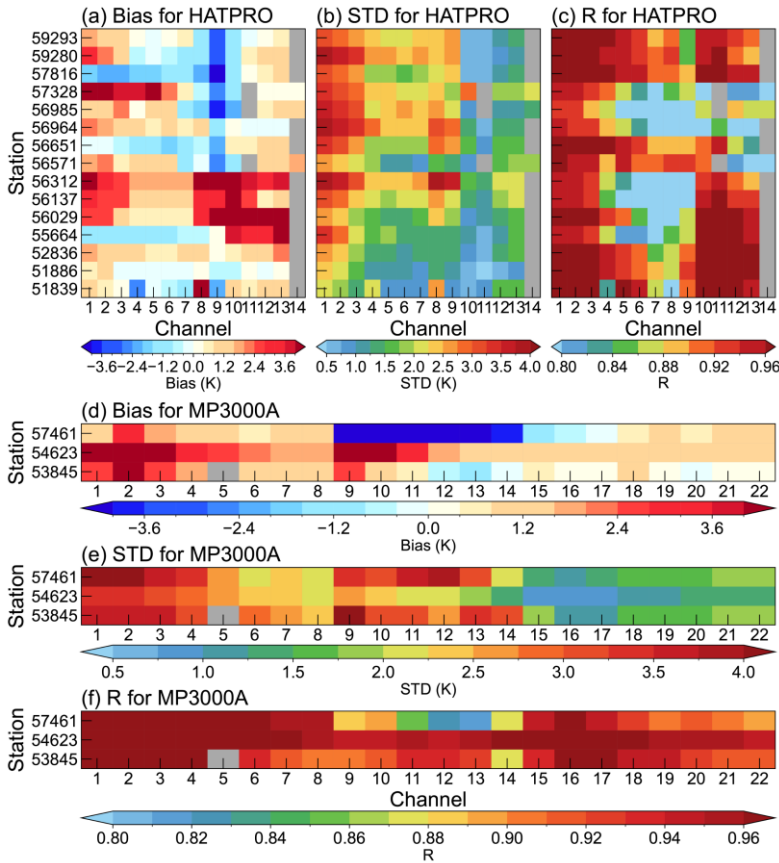 (a) Bias for HATPRO (b) STD for HATPRO (c) R for HATPRO
Station
59293
59280
57816
57328
56985
56964
56651
56571
56312
56137
56029
55664
52836
51886
51839
1 2 3 4 5 6 7 8 9 10 11 12 13 14 1 2 3 4 5 6 7 8 9 10 11 12 13 14 1 2 3 4 5 6 7 8 9 10 11 12 13 14
Channel Channel Channel
−3.6 −2.4 −1.2 0.0 1.2 2.4 3.6 0.5 1.0 1.5 2.0 2.5 3.0 3.5 4.0 0.80 0.84 0.88 0.92 0.96
Bias (K) STD (K) R
(d) Bias for MP3000A
Station
57461
54623
53845
1 2 3 4 5 6 7 8 9 10 11 12 13 14 15 16 17 18 19 20 21 22
−3.6 −2.4 −1.2 0.0 1.2 2.4 3.6
Bias (K)
(e) STD for MP3000A
Station
57461
54623
53845
1 2 3 4 5 6 7 8 9 10 11 12 13 14 15 16 17 18 19 20 21 22
0.5 1.0 1.5 2.0 2.5 3.0 3.5 4.0
STD (K)
(f) R for MP3000A
Station
57461
54623
53845
1 2 3 4 5 6 7 8 9 10 11 12 13 14 15 16 17 18 19 20 21 22
Channel
0.80 0.82 0.84 0.86 0.88 0.90 0.92 0.94 0.96
R